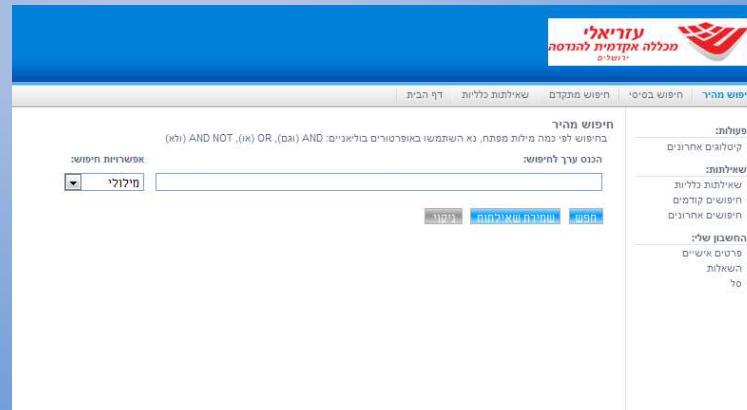 עזריאלי
מכללה אקדמית להנדסה
ירושלים
יפוש מהיר חיפוש בסיסי חיפוש מתקדם שאילתות כלליות דף הבית
פעולות:
קיטלוגים אחרונים
שאילתות:
שאילתות כלליות
חיפושים קודמים
חיפושים אחרונים
החשבון שלי:
פרטים אישיים
השאלות
סל
חיפוש מהיר
בחיפוש לפי כמה מילות מפתח, נא השתמשו באופרטורים בוליאניים: AND (וגם), OR (או), AND NOT (ולא)
הכנס ערך לחיפוש: אפשרויות חיפוש:
מילולי
חפש שמירת שאילתות ניקוי